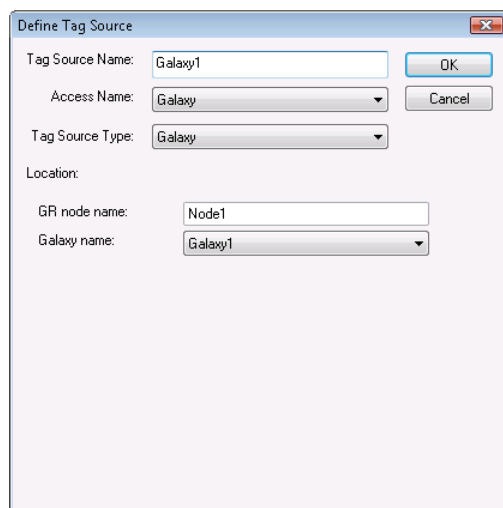 Define Tag Source
Tag Source Name: Galaxy1 OK
Access Name: Galaxy Cancel
Tag Source Type: Galaxy
Location:
GR node name: Node1
Galaxy name: Galaxy1